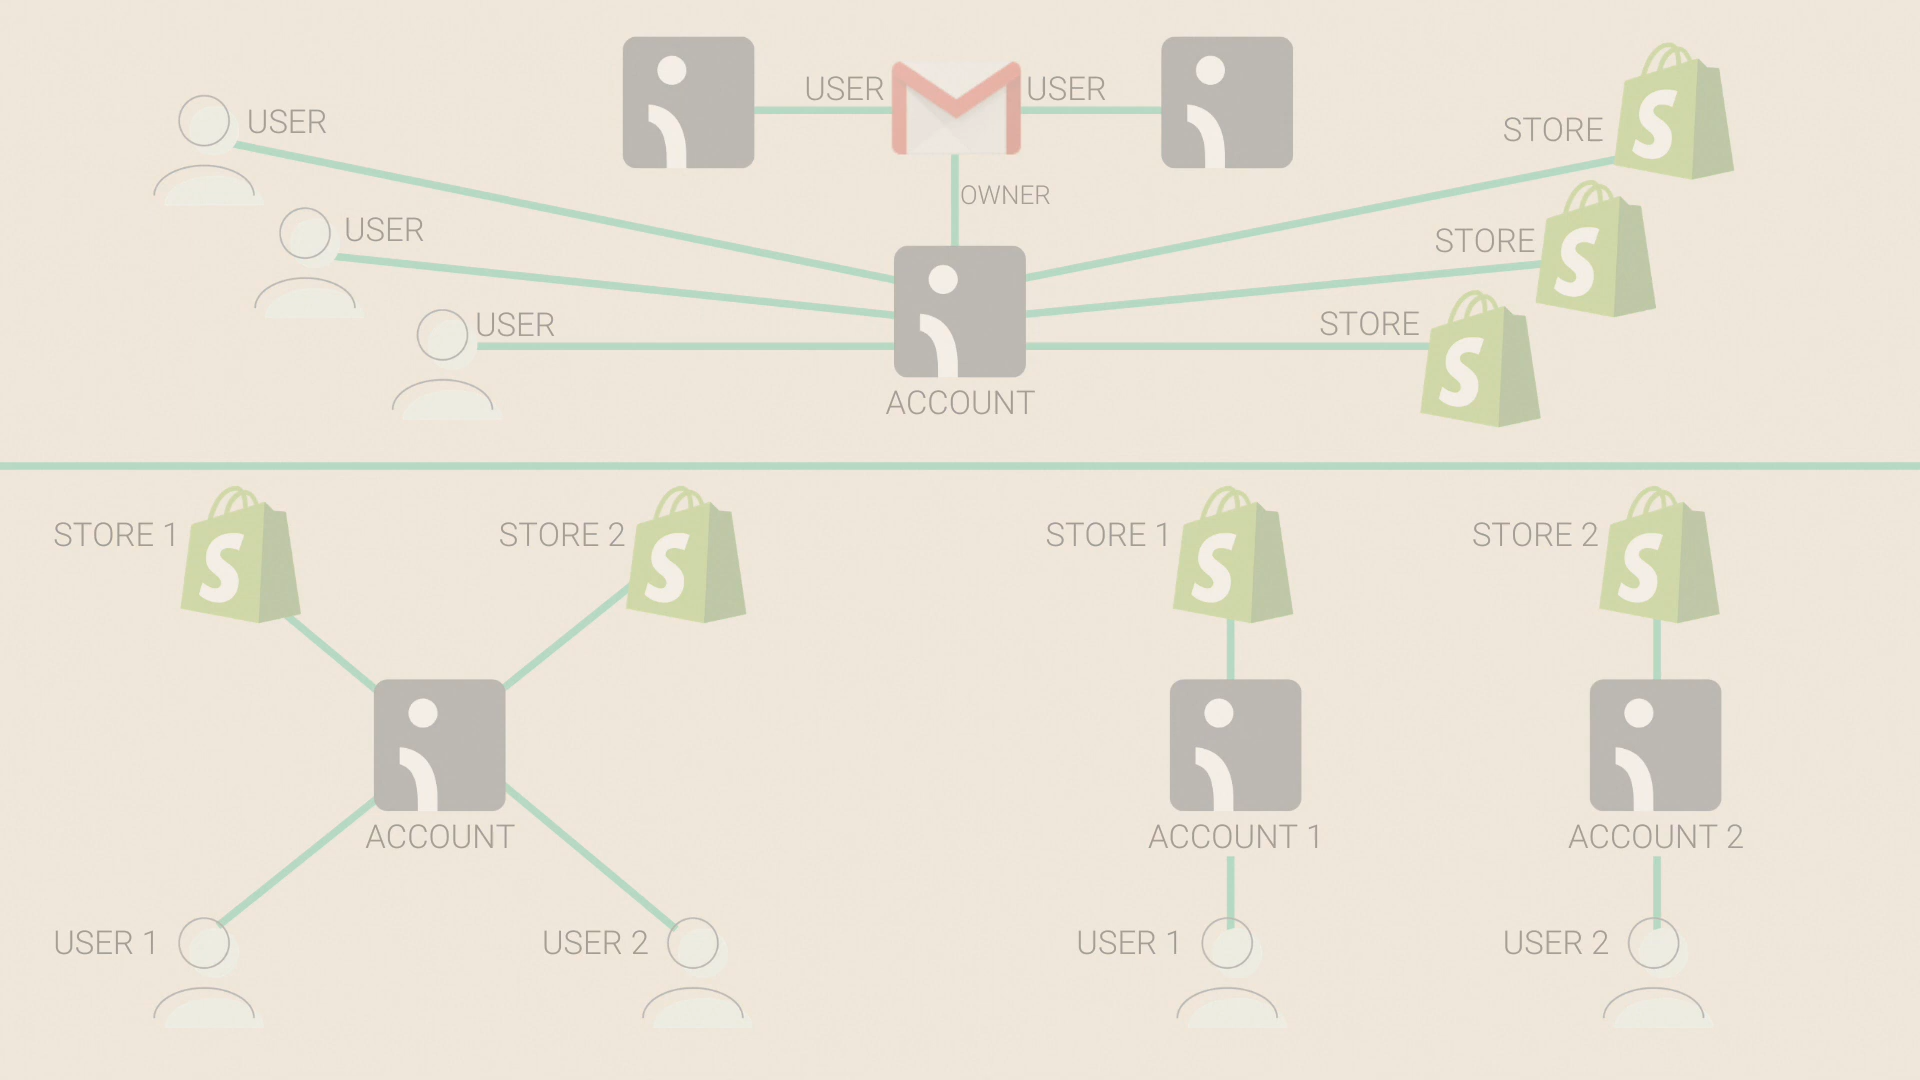 USER
USER
USER
STORE
USER
OWNER
STORE
USER
STORE
ACCOUNT
STORE 1
STORE 2
STORE 1
STORE 2
ACCOUNT
ACCOUNT 1
ACCOUNT 2
USER 1
USER 2
USER 1
USER 2